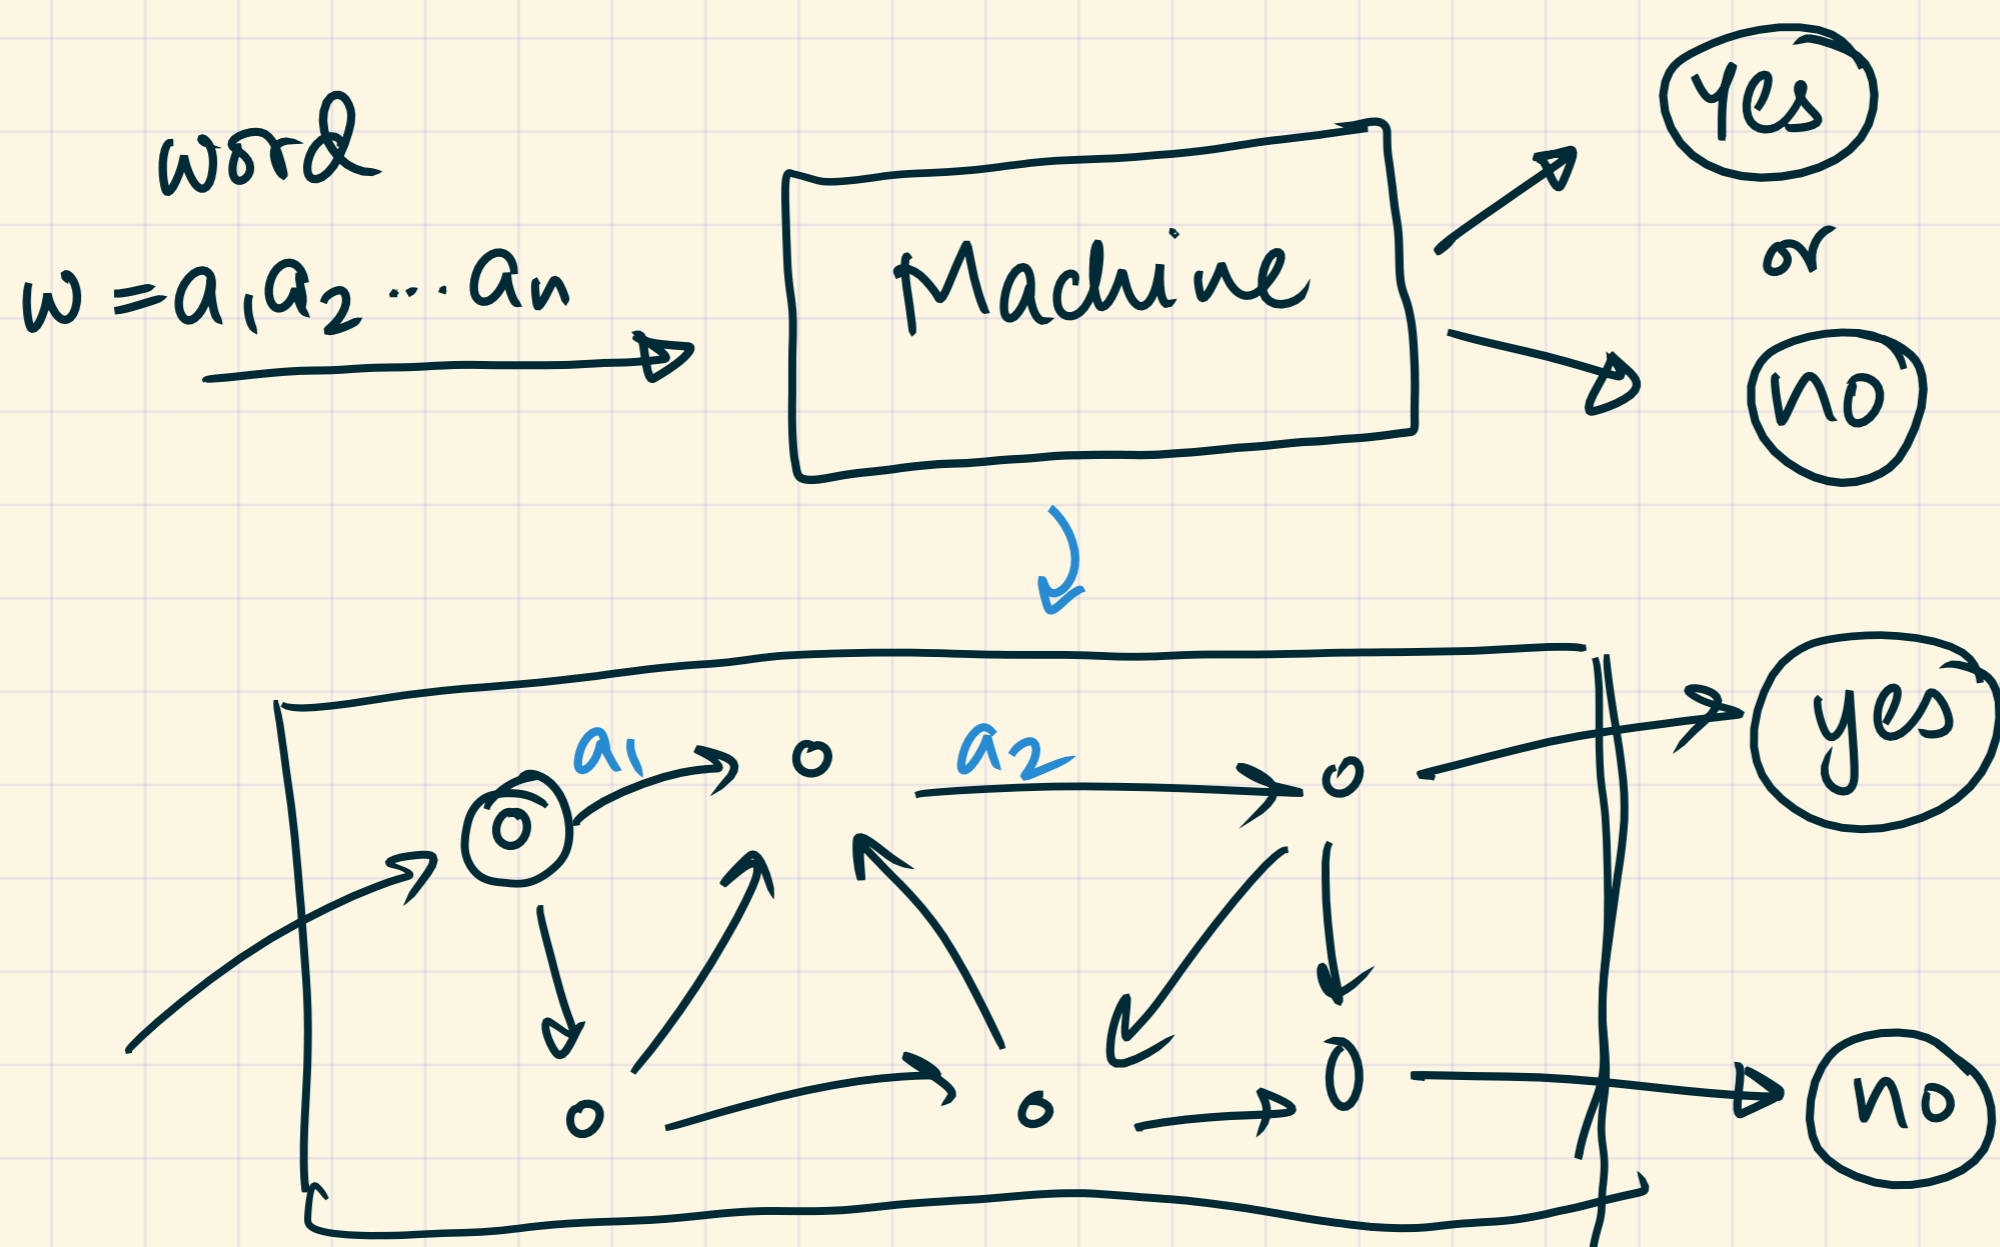 word
w = a₁a₂ ... aₙ
Machine
Yes
or
no
a₁
a₂
yes
no